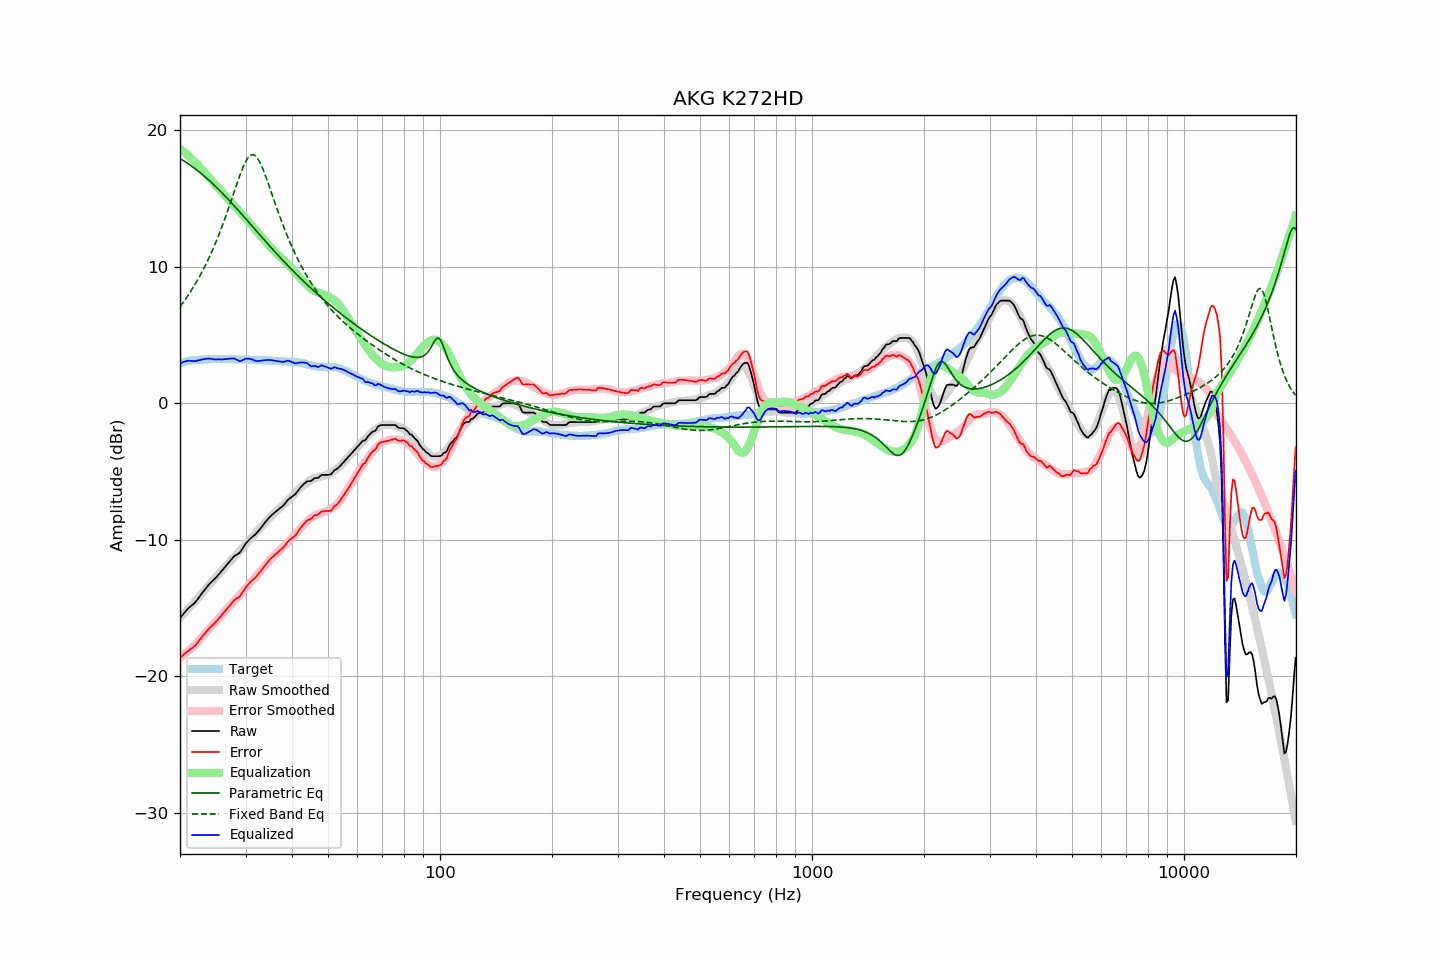 AKG K272HD
20
10
0
−10
−20
−30
Amplitude (dBr)
Target
Raw Smoothed
Error Smoothed
Raw
Error
Equalization
Parametric Eq
Fixed Band Eq
Equalized
100
1000
10000
Frequency (Hz)